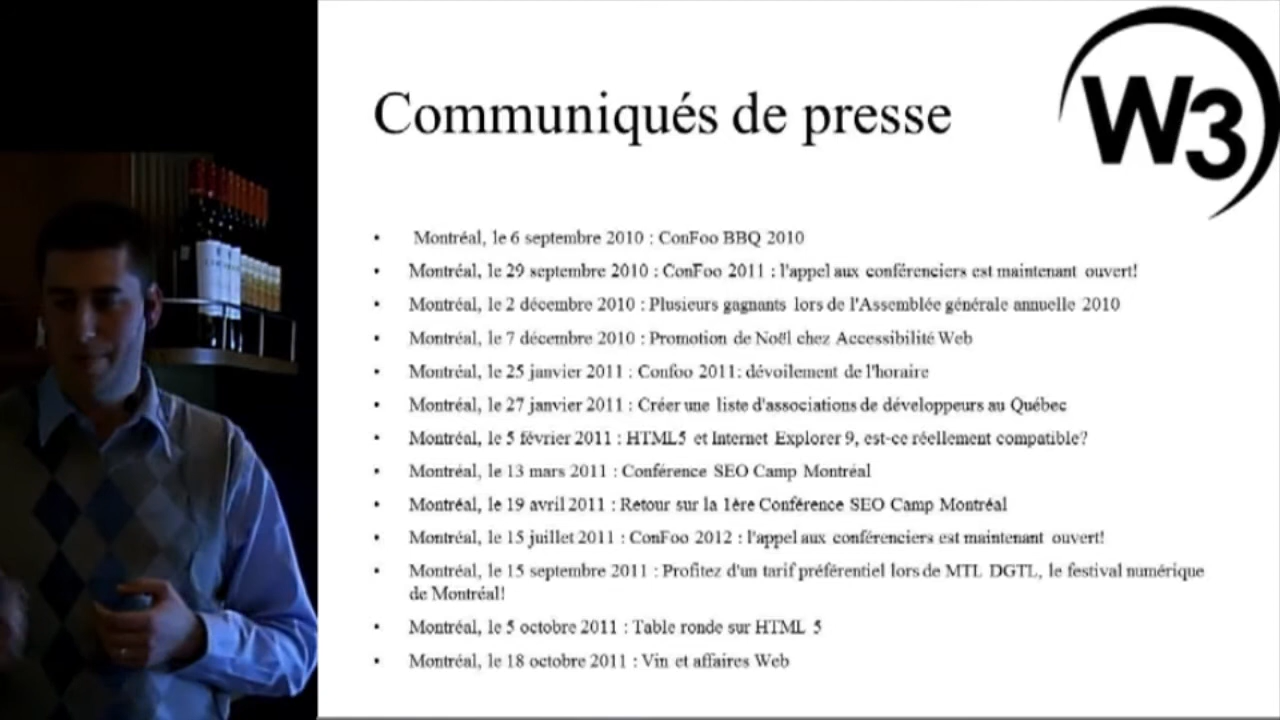 W3
Communiqués de presse
• Montréal, le 6 septembre 2010 : ConFoo BBQ 2010
• Montréal, le 29 septembre 2010 : ConFoo 2011 : l'appel aux conférenciers est maintenant ouvert!
• Montréal, le 2 décembre 2010 : Plusieurs gagnants lors de l'Assemblée générale annuelle 2010
• Montréal, le 7 décembre 2010 : Promotion de Noël chez Accessibilité Web
• Montréal, le 25 janvier 2011 : Confoo 2011: dévoilement de l'horaire
• Montréal, le 27 janvier 2011 : Créer une liste d'associations de développeurs au Québec
• Montréal, le 5 février 2011 : HTML5 et Internet Explorer 9, est-ce réellement compatible?
• Montréal, le 13 mars 2011 : Conférence SEO Camp Montréal
• Montréal, le 19 avril 2011 : Retour sur la 1ère Conférence SEO Camp Montréal
• Montréal, le 15 juillet 2011 : ConFoo 2012 : l'appel aux conférenciers est maintenant ouvert!
• Montréal, le 15 septembre 2011 : Profitez d'un tarif préférentiel lors de MTL DGTL, le festival numérique
de Montréal!
• Montréal, le 5 octobre 2011 : Table ronde sur HTML 5
• Montréal, le 18 octobre 2011 : Vin et affaires Web